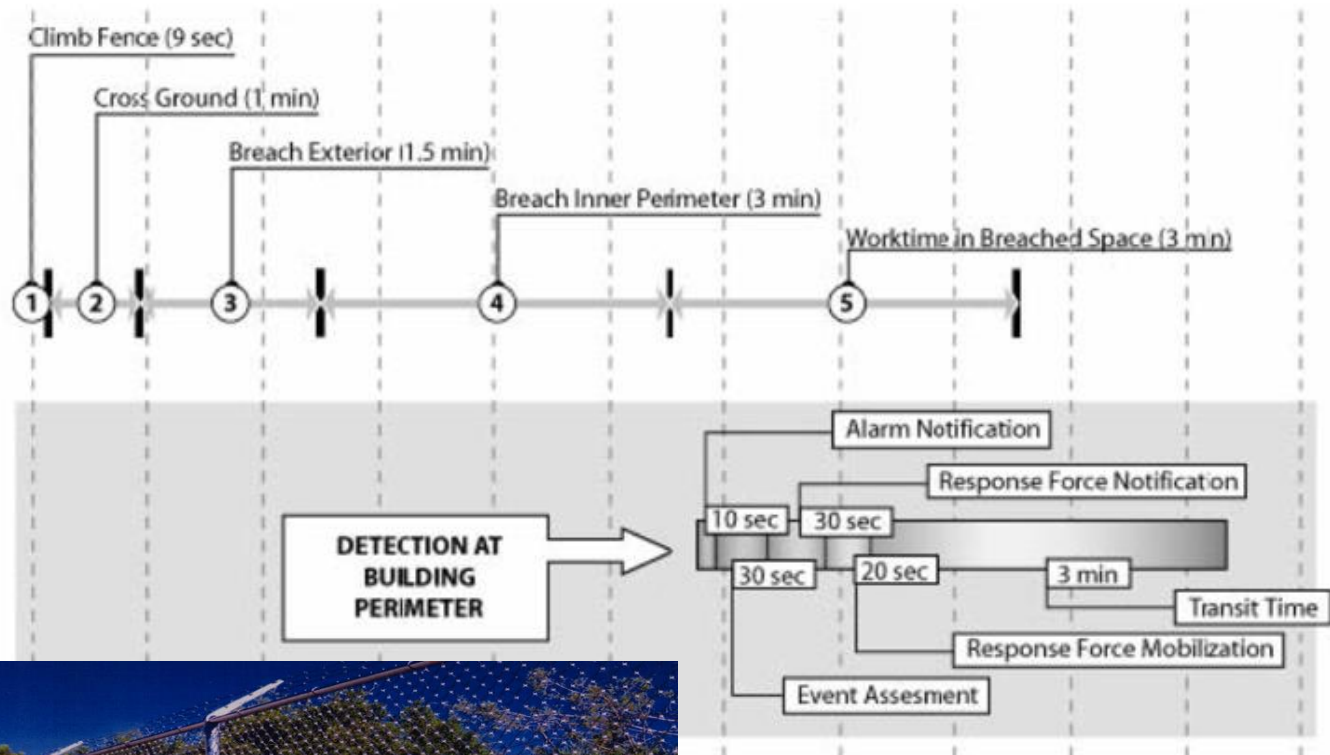 Climb Fence (9 sec)
Cross Ground (1 min)
Breach Exterior (1.5 min)
Breach Inner Perimeter (3 min)
Worktime in Breached Space (3 min)
1 2 3 4 5
Alarm Notification
Response Force Notification
10 sec 30 sec
DETECTION AT
BUILDING
PERIMETER
30 sec 20 sec 3 min
Transit Time
Response Force Mobilization
Event Assesment